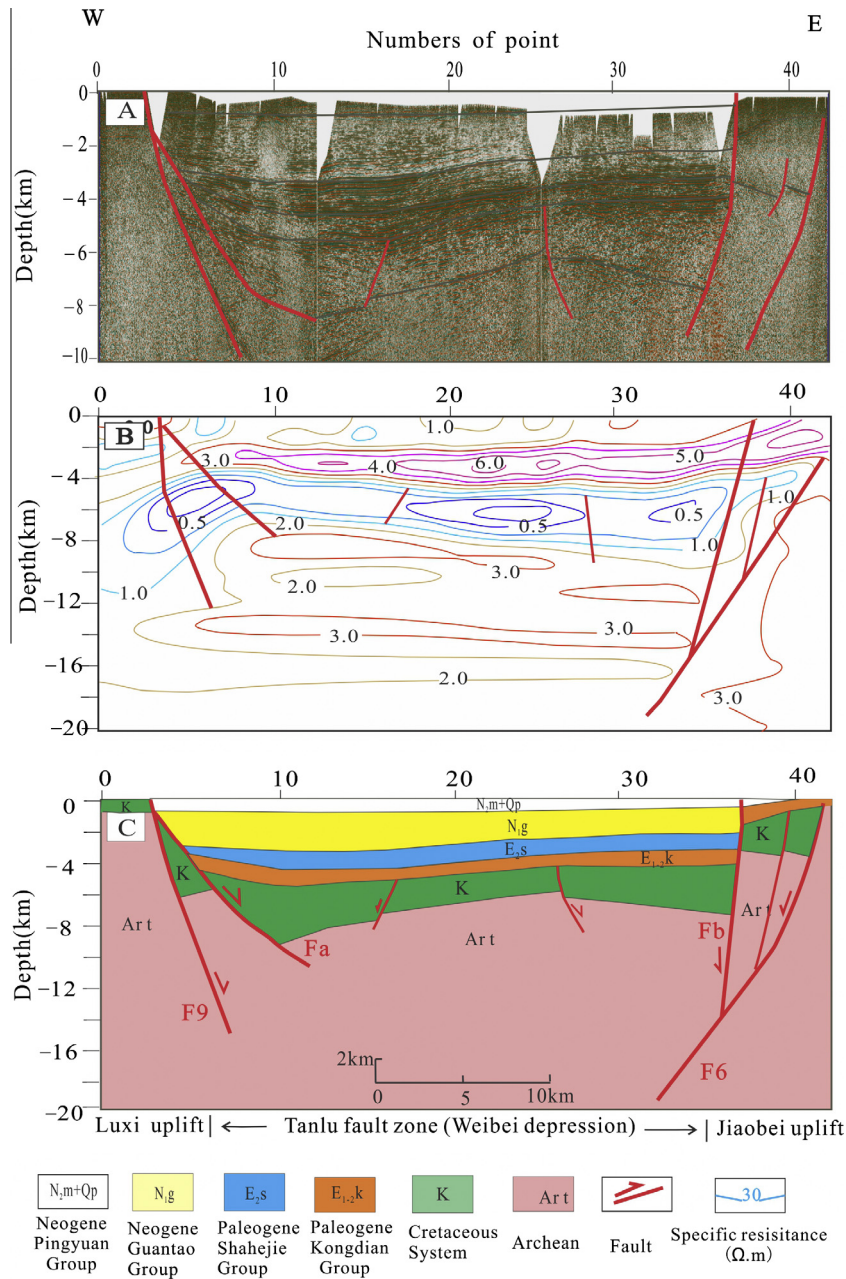 W
E
Numbers of point
0 10 20 30 40
A
Depth(km)
0
-2
-4
-6
-8
-10
0 10 20 30 40
B
Depth(km)
0
-4
-8
-12
-16
-20
1.0
3.0
4.0
6.0
5.0
0.5
2.0
0.5
0.5
1.0
1.0
3.0
2.0
1.0
3.0
3.0
2.0
3.0
0 10 20 30 40
C
Depth(km)
0
-4
-8
-12
-16
-20
K
N₂m+Qp
N₁g
E₂s
E₁₋₂k
K
K
K
Ar t
Ar t
Ar t
Fa
Fb
F9
F6
2km
0 5 10km
Luxi uplift
Tanlu fault zone (Weibei depression)
Jiaobei uplift
N₂m+Qp N₁g E₂s E₁₋₂k K Ar t 30
Neogene Pingyuan Group
Neogene Guantao Group
Paleogene Shahejie Group
Paleogene Kongdian Group
Cretaceous System
Archean
Fault
Specific resisitance (Ω.m)